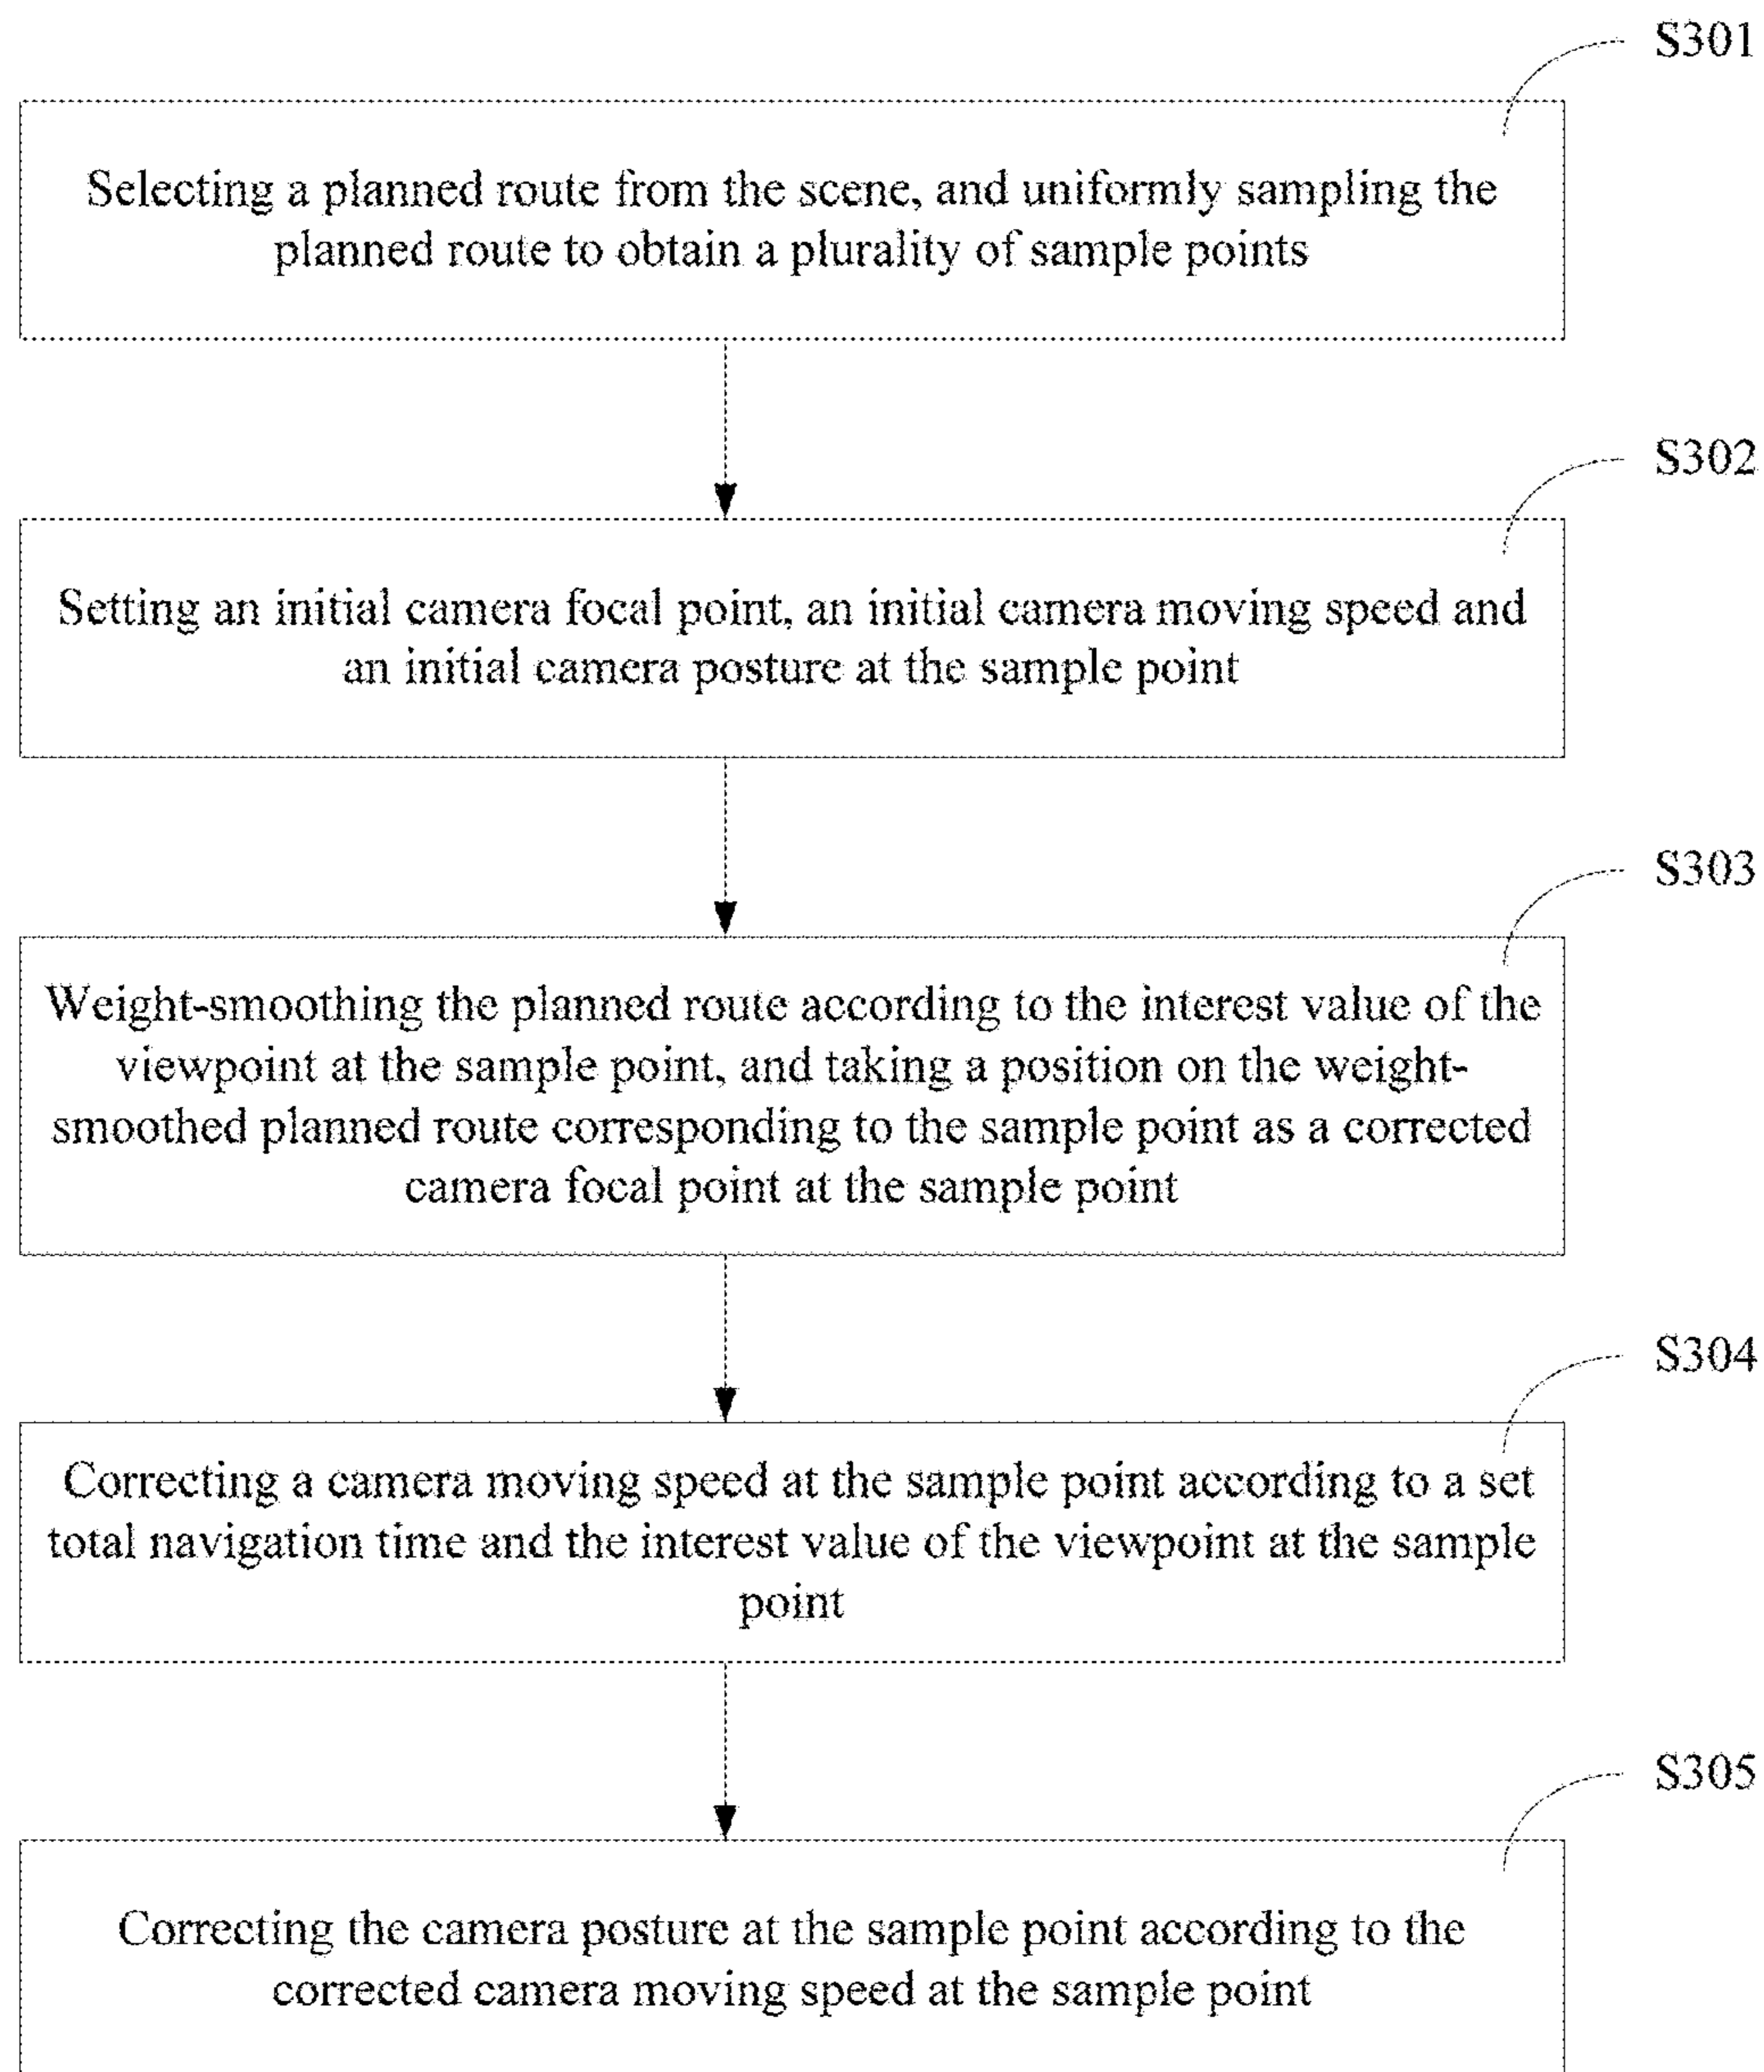 S301
Selecting a planned route from the scene, and uniformly sampling the
planned route to obtain a plurality of sample points
S302
Setting an initial camera focal point, an initial camera moving speed and
an initial camera posture at the sample point
S303
Weight-smoothing the planned route according to the interest value of the
viewpoint at the sample point, and taking a position on the weight-
smoothed planned route corresponding to the sample point as a corrected
camera focal point at the sample point
S304
Correcting a camera moving speed at the sample point according to a set
total navigation time and the interest value of the viewpoint at the sample
point
S305
Correcting the camera posture at the sample point according to the
corrected camera moving speed at the sample point